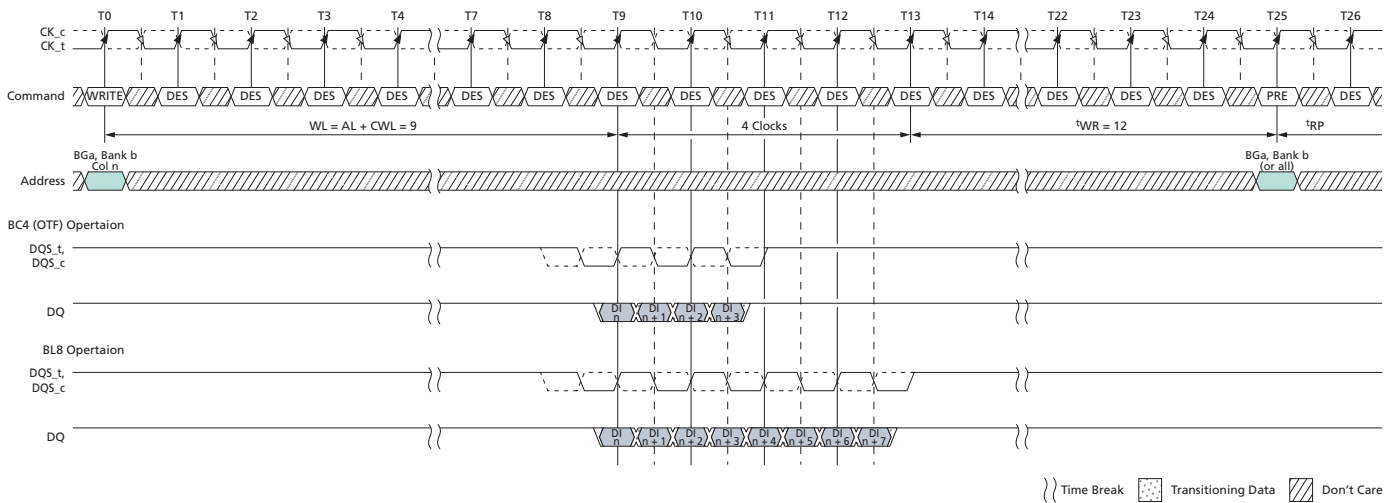 T0 T1 T2 T3 T4 T7 T8 T9 T10 T11 T12 T13 T14 T22 T23 T24 T25 T26
CK_c
CK_t
Command WRITE DES DES DES DES DES DES DES DES DES DES DES DES DES DES DES PRE DES
WL = AL + CWL = 9 4 Clocks tWR = 12 tRP
BGa, Bank b
Col n
BGa, Bank b
(or all)
Address
BC4 (OTF) Opertaion
DQS_t,
DQS_c
DQ DI n DI n + 1 DI n + 2 DI n + 3
BL8 Opertaion
DQS_t,
DQS_c
DQ DI n DI n + 1 DI n + 2 DI n + 3 DI n + 4 DI n + 5 DI n + 6 DI n + 7
Time Break Transitioning Data Don't Care